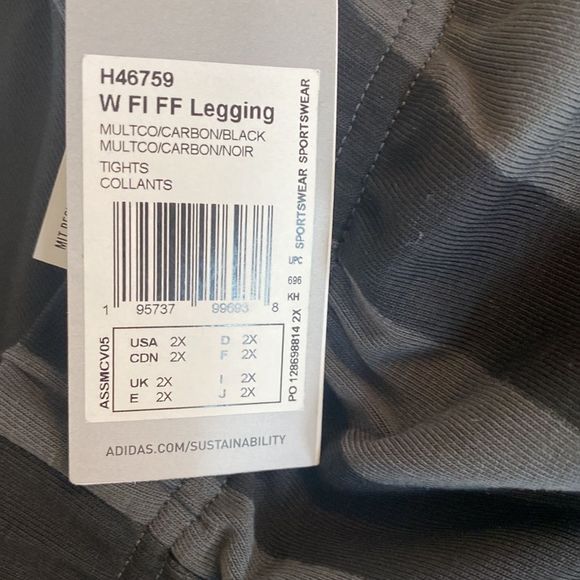 H46759
W FI FF Legging
MULTCO/CARBON/BLACK
MULTCO/CARBON/NOIR
TIGHTS
COLLANTS
1 95737 99693 8
USA 2X D 2X
CDN 2X F 2X
UK 2X I 2X
E 2X J 2X
ASSMCV05
SPORTSWEAR SPORTSWEAR
UPC
696
KH
PO 128698814 2X
ADIDAS.COM/SUSTAINABILITY
MIT